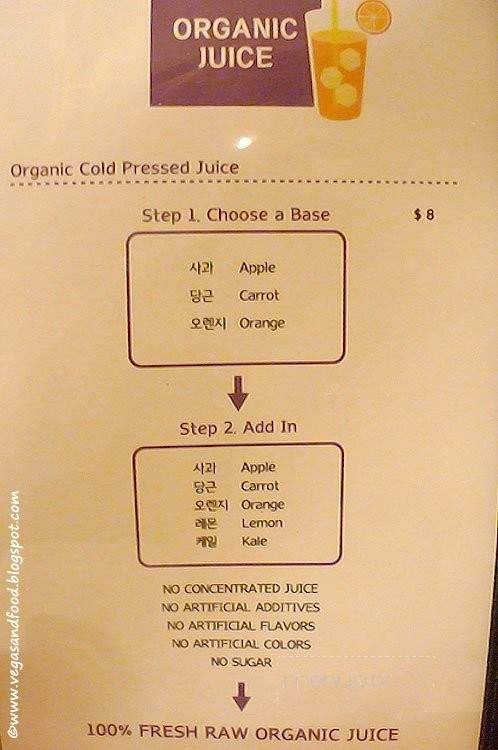 ORGANIC
JUICE
Organic Cold Pressed Juice
Step 1. Choose a Base $ 8
사과 Apple
당근 Carrot
오렌지 Orange
Step 2. Add In
사과 Apple
당근 Carrot
오렌지 Orange
레몬 Lemon
케일 Kale
NO CONCENTRATED JUICE
NO ARTIFICIAL ADDITIVES
NO ARTIFICIAL FLAVORS
NO ARTIFICIAL COLORS
NO SUGAR
100% FRESH RAW ORGANIC JUICE
©www.vegasandfood.blogspot.com